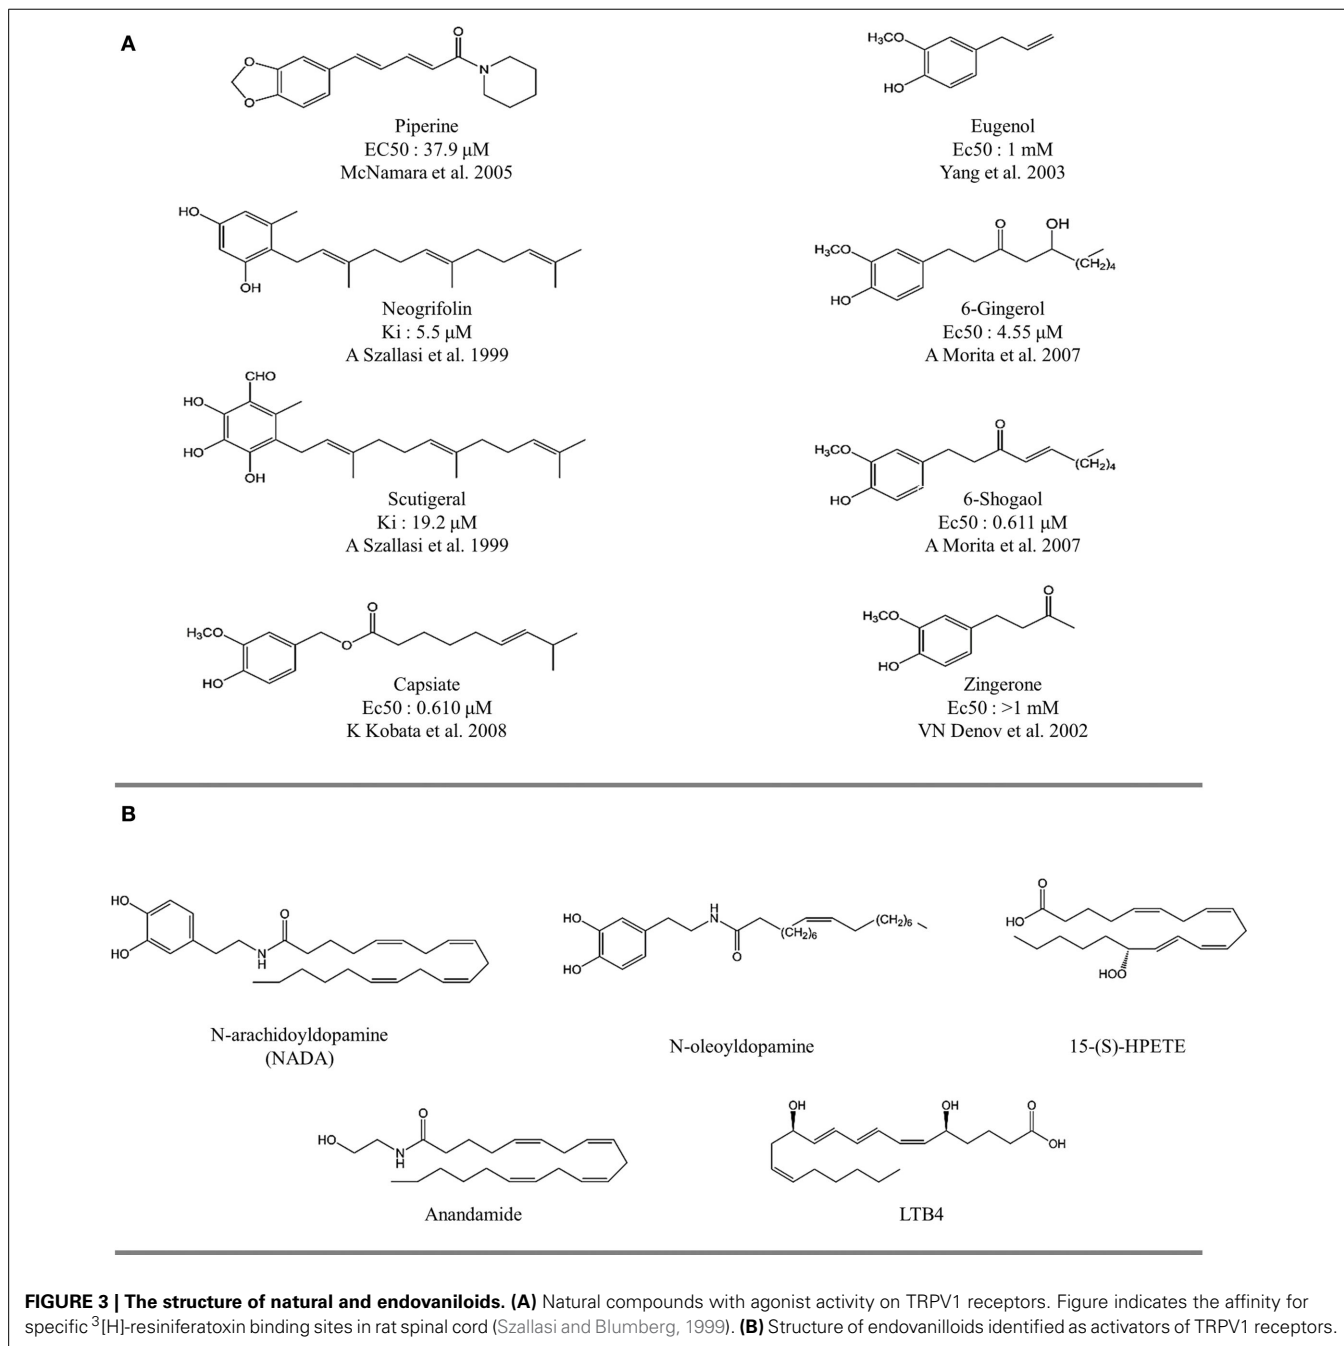 A
O
O
O
N
Piperine
EC50 : 37.9 μM
McNamara et al. 2005
H₃CO
HO
Eugenol
Ec50 : 1 mM
Yang et al. 2003
HO
OH
Neogrifolin
Ki : 5.5 μM
A Szallasi et al. 1999
O
OH
H₃CO
(CH₂)₄
HO
6-Gingerol
Ec50 : 4.55 μM
A Morita et al. 2007
CHO
HO
HO
OH
Scutigeral
Ki : 19.2 μM
A Szallasi et al. 1999
O
H₃CO
(CH₂)₄
HO
6-Shogaol
Ec50 : 0.611 μM
A Morita et al. 2007
O
H₃CO
O
HO
Capsiate
Ec50 : 0.610 μM
K Kobata et al. 2008
O
H₃CO
HO
Zingerone
Ec50 : >1 mM
VN Denov et al. 2002
B
HO
HO
O
N
H
N-arachidoyldopamine
(NADA)
HO
HO
H
N
O
(CH₂)₆
(CH₂)₆
N-oleoyldopamine
O
HO
HOO
15-(S)-HPETE
HO
O
N
H
Anandamide
OH
OH
O
OH
LTB4
FIGURE 3 | The structure of natural and endovaniloids. (A) Natural compounds with agonist activity on TRPV1 receptors. Figure indicates the affinity for
specific ³[H]-resiniferatoxin binding sites in rat spinal cord (Szallasi and Blumberg, 1999). (B) Structure of endovanilloids identified as activators of TRPV1 receptors.